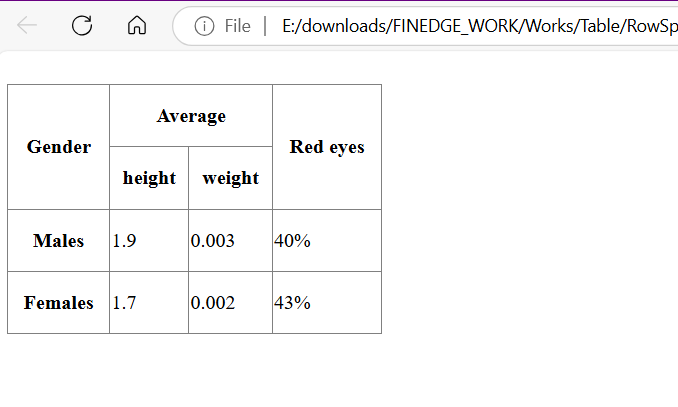 File | E:/downloads/FINEDGE_WORK/Works/Table/RowSp
Gender Average Red eyes
height weight
Males 1.9 0.003 40%
Females 1.7 0.002 43%